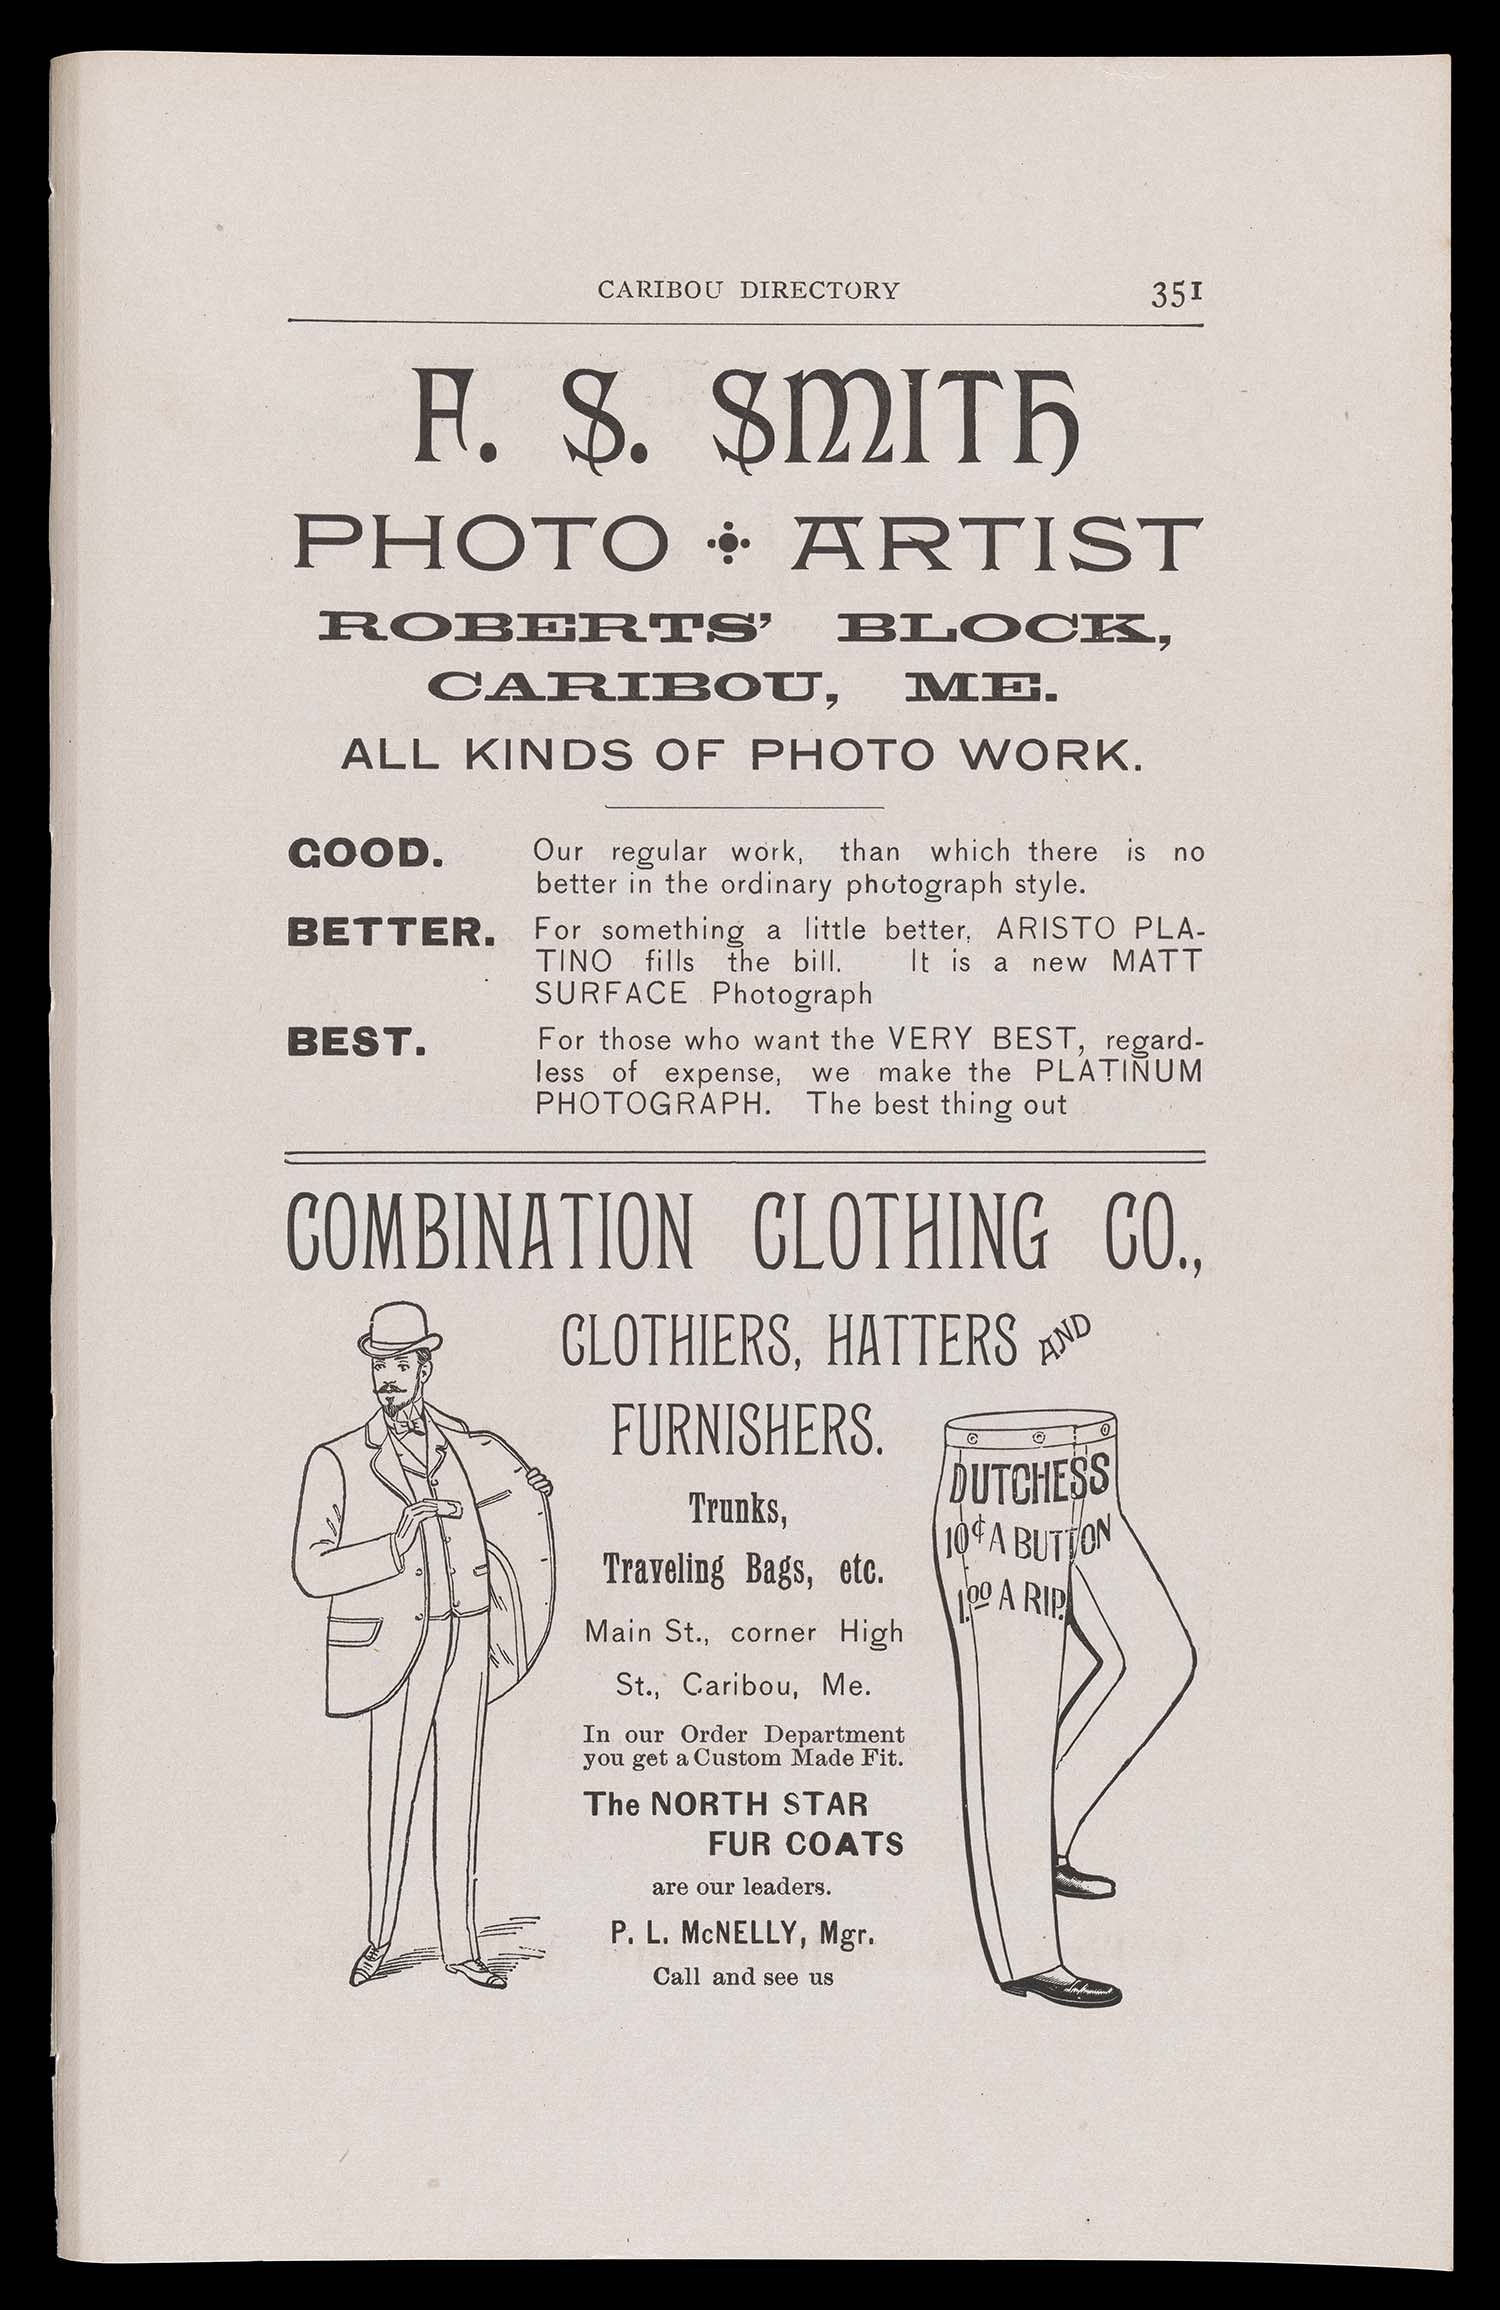 CARIBOU DIRECTORY 351
A. S. SMITH
PHOTO ARTIST
ROBERTS' BLOCK,
CARIBOU, ME.
ALL KINDS OF PHOTO WORK.
GOOD. Our regular work, than which there is no
better in the ordinary photograph style.
BETTER. For something a little better, ARISTO PLA-
TINO fills the bill. It is a new MATT
SURFACE Photograph
BEST. For those who want the VERY BEST, regard-
less of expense, we make the PLATINUM
PHOTOGRAPH. The best thing out
COMBINATION CLOTHING CO.,
CLOTHIERS, HATTERS AND
FURNISHERS.
Trunks,
Traveling Bags, etc.
Main St., corner High
St., Caribou, Me.
In our Order Department
you get a Custom Made Fit.
The NORTH STAR
FUR COATS
are our leaders.
P. L. McNELLY, Mgr.
Call and see us
DUTCHESS
10¢ A BUTTON
1.00 A RIP.